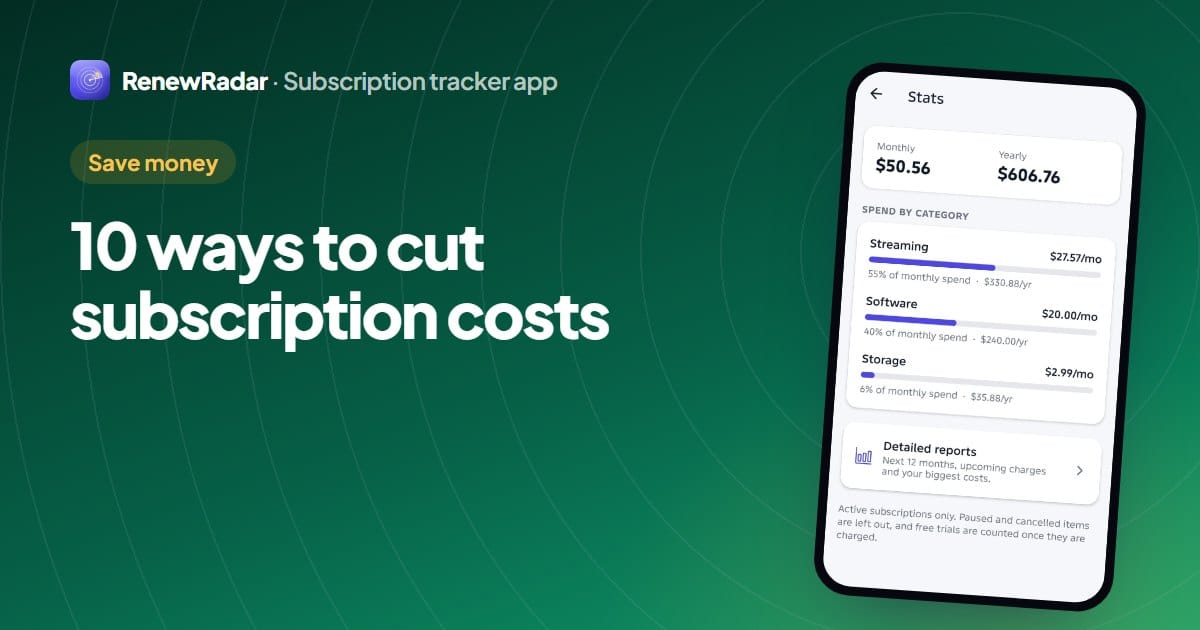 RenewRadar · Subscription tracker app
Save money
10 ways to cut
subscription costs
Stats
Monthly
$50.56
Yearly
$606.76
SPEND BY CATEGORY
Streaming
$27.57/mo
55% of monthly spend · $330.88/yr
Software
$20.00/mo
40% of monthly spend · $240.00/yr
Storage
$2.99/mo
6% of monthly spend · $35.88/yr
Detailed reports
Next 12 months, upcoming charges
and your biggest costs.
Active subscriptions only. Paused and cancelled items
are left out, and free trials are counted once they are
charged.